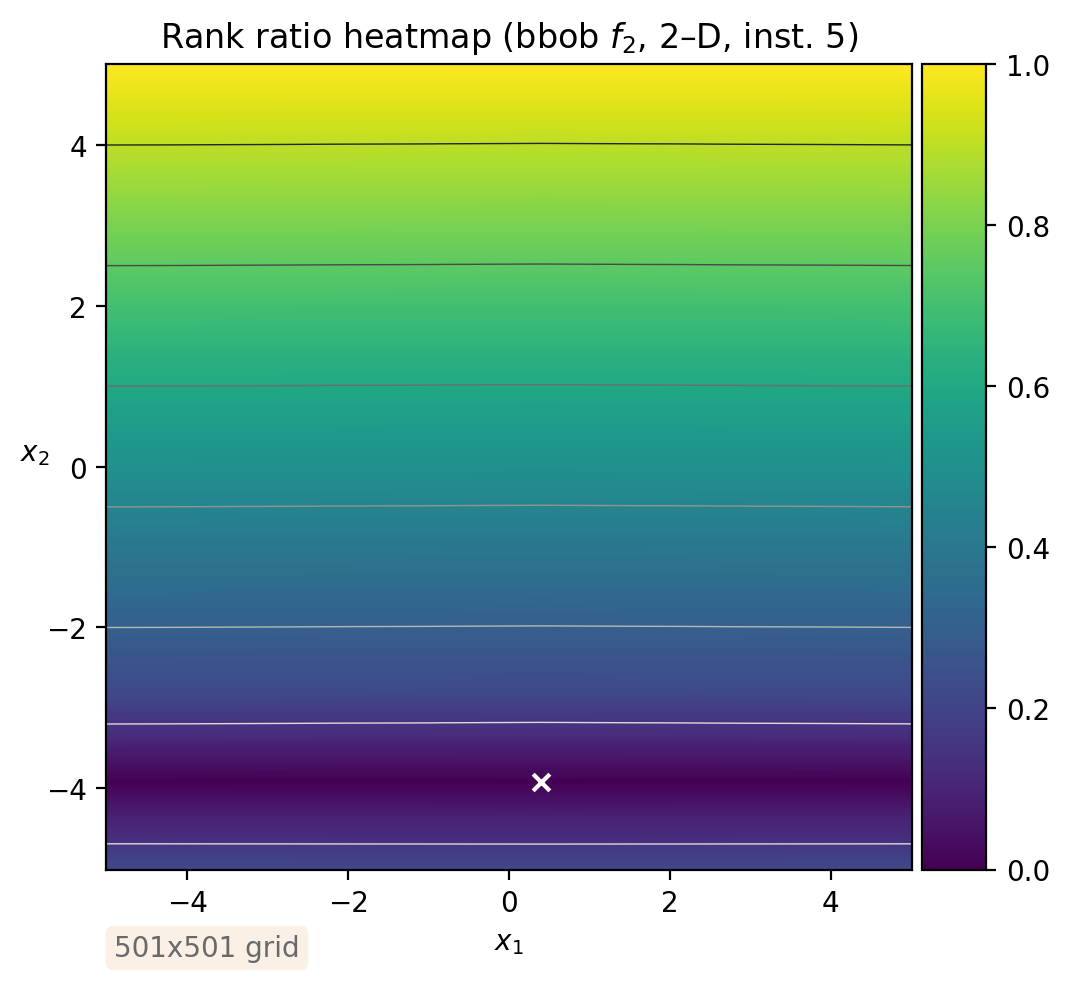 Rank ratio heatmap (bbob f₂, 2–D, inst. 5)
1.0
4
0.8
2
0.6
x₂
0
0.4
−2
0.2
−4
0.0
−4 −2 0 2 4
501x501 grid
x₁